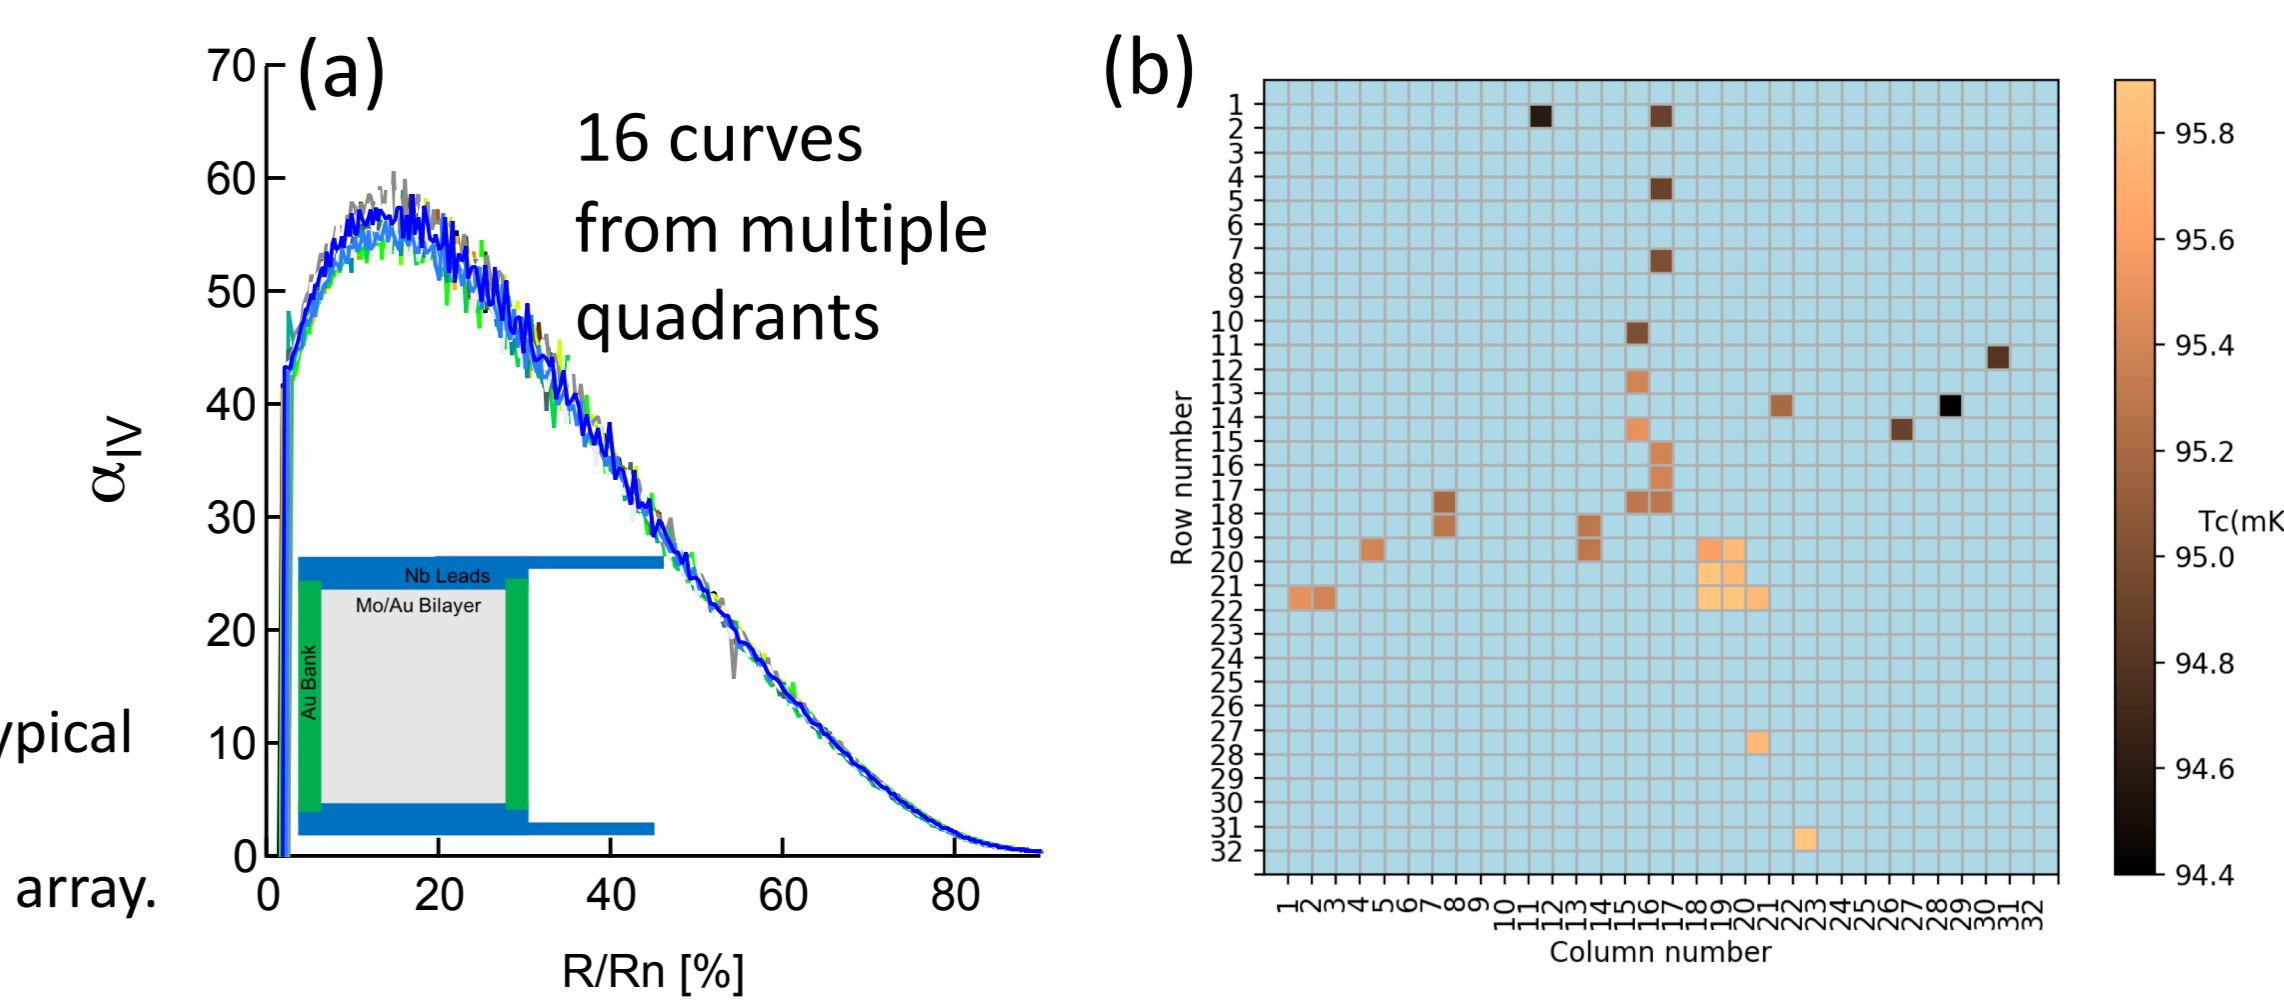 (a)
16 curves
from multiple
quadrants
70
60
50
40
30
20
10
0
αIV
Nb Leads
Mo/Au Bilayer
Au Bank
0 20 40 60 80
R/Rn [%]
ypical
array.
(b)
Row number
1
2
3
4
5
6
7
8
9
10
11
12
13
14
15
16
17
18
19
20
21
22
23
24
25
26
27
28
29
30
31
32
1 2 3 4 5 6 7 8 9 10 11 12 13 14 15 16 17 18 19 20 21 22 23 24 25 26 27 28 29 30 31 32
Column number
95.8
95.6
95.4
95.2
95.0
94.8
94.6
94.4
Tc(mK